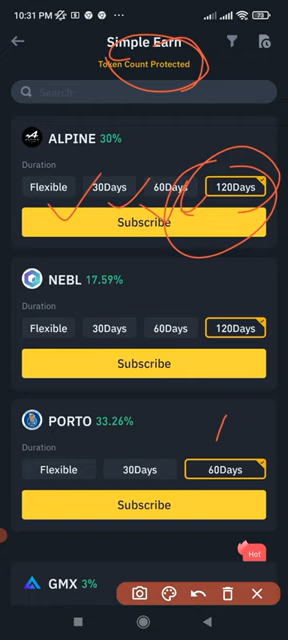 10:31 PM
73
Simple Earn
Token Count Protected
Search
ALPINE 30%
Duration
Flexible 30Days 60Days 120Days
Subscribe
NEBL 17.59%
Duration
Flexible 30Days 60Days 120Days
Subscribe
PORTO 33.26%
Duration
Flexible 30Days 60Days
Subscribe
Hot
GMX 3%